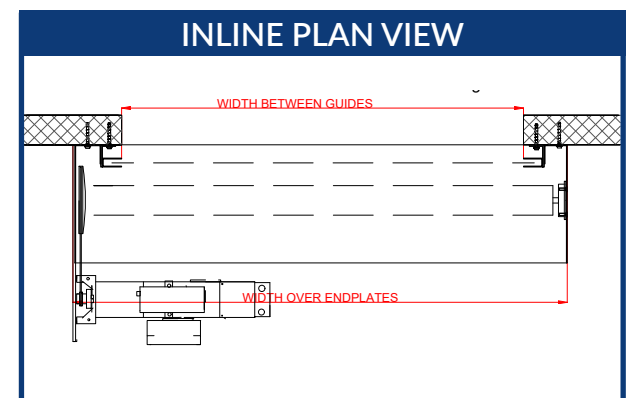 INLINE PLAN VIEW
WIDTH BETWEEN GUIDES
WIDTH OVER ENDPLATES